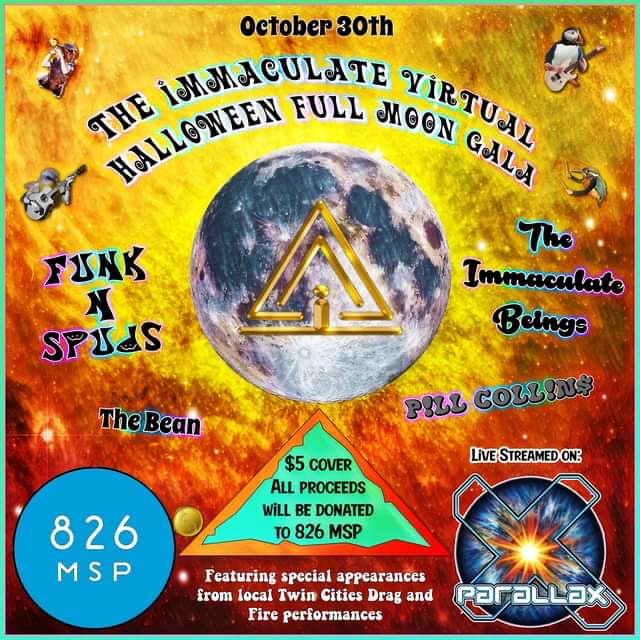 October 30th
THE iMMACULATE ViRTUAL
HALLOWEEN FULL MOON GALA
FUNK
N
SPUdS
The
Immaculate
Beings
The Bean
P!LL COLL!N$
$5 COVER
ALL PROCEEDS
WiLL BE DONATED
TO 826 MSP
LIVE STREAMED ON:
PARALLAX
826
MSP
Featuring special appearances
from local Twin Cities Drag and
Fire performances